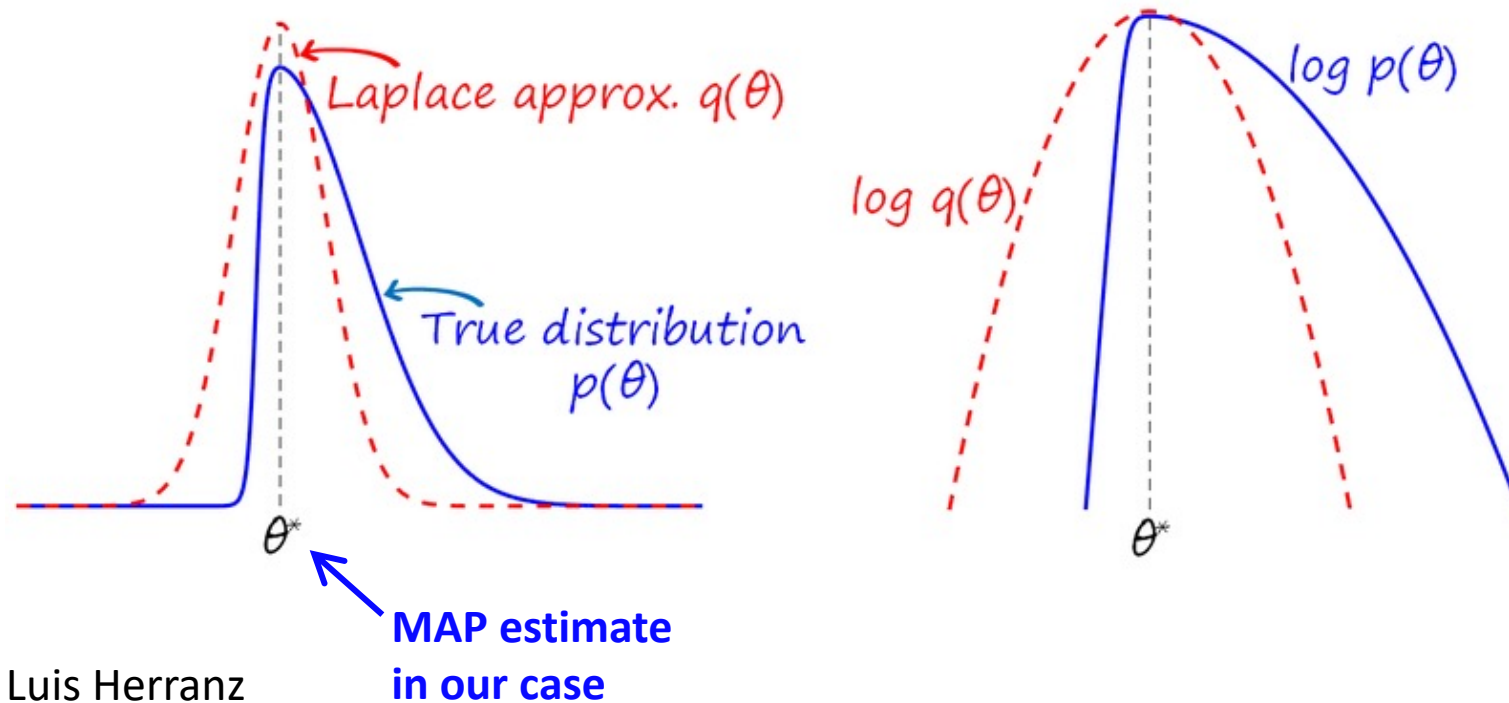 Laplace approx. q(θ)
True distribution
p(θ)
θ*
MAP estimate
in our case
Luis Herranz
log p(θ)
log q(θ)
θ*